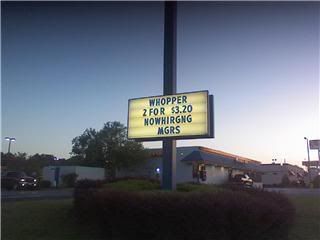 WHOPPER
2 FOR $3.20
NOWHIRGNG
MGRS